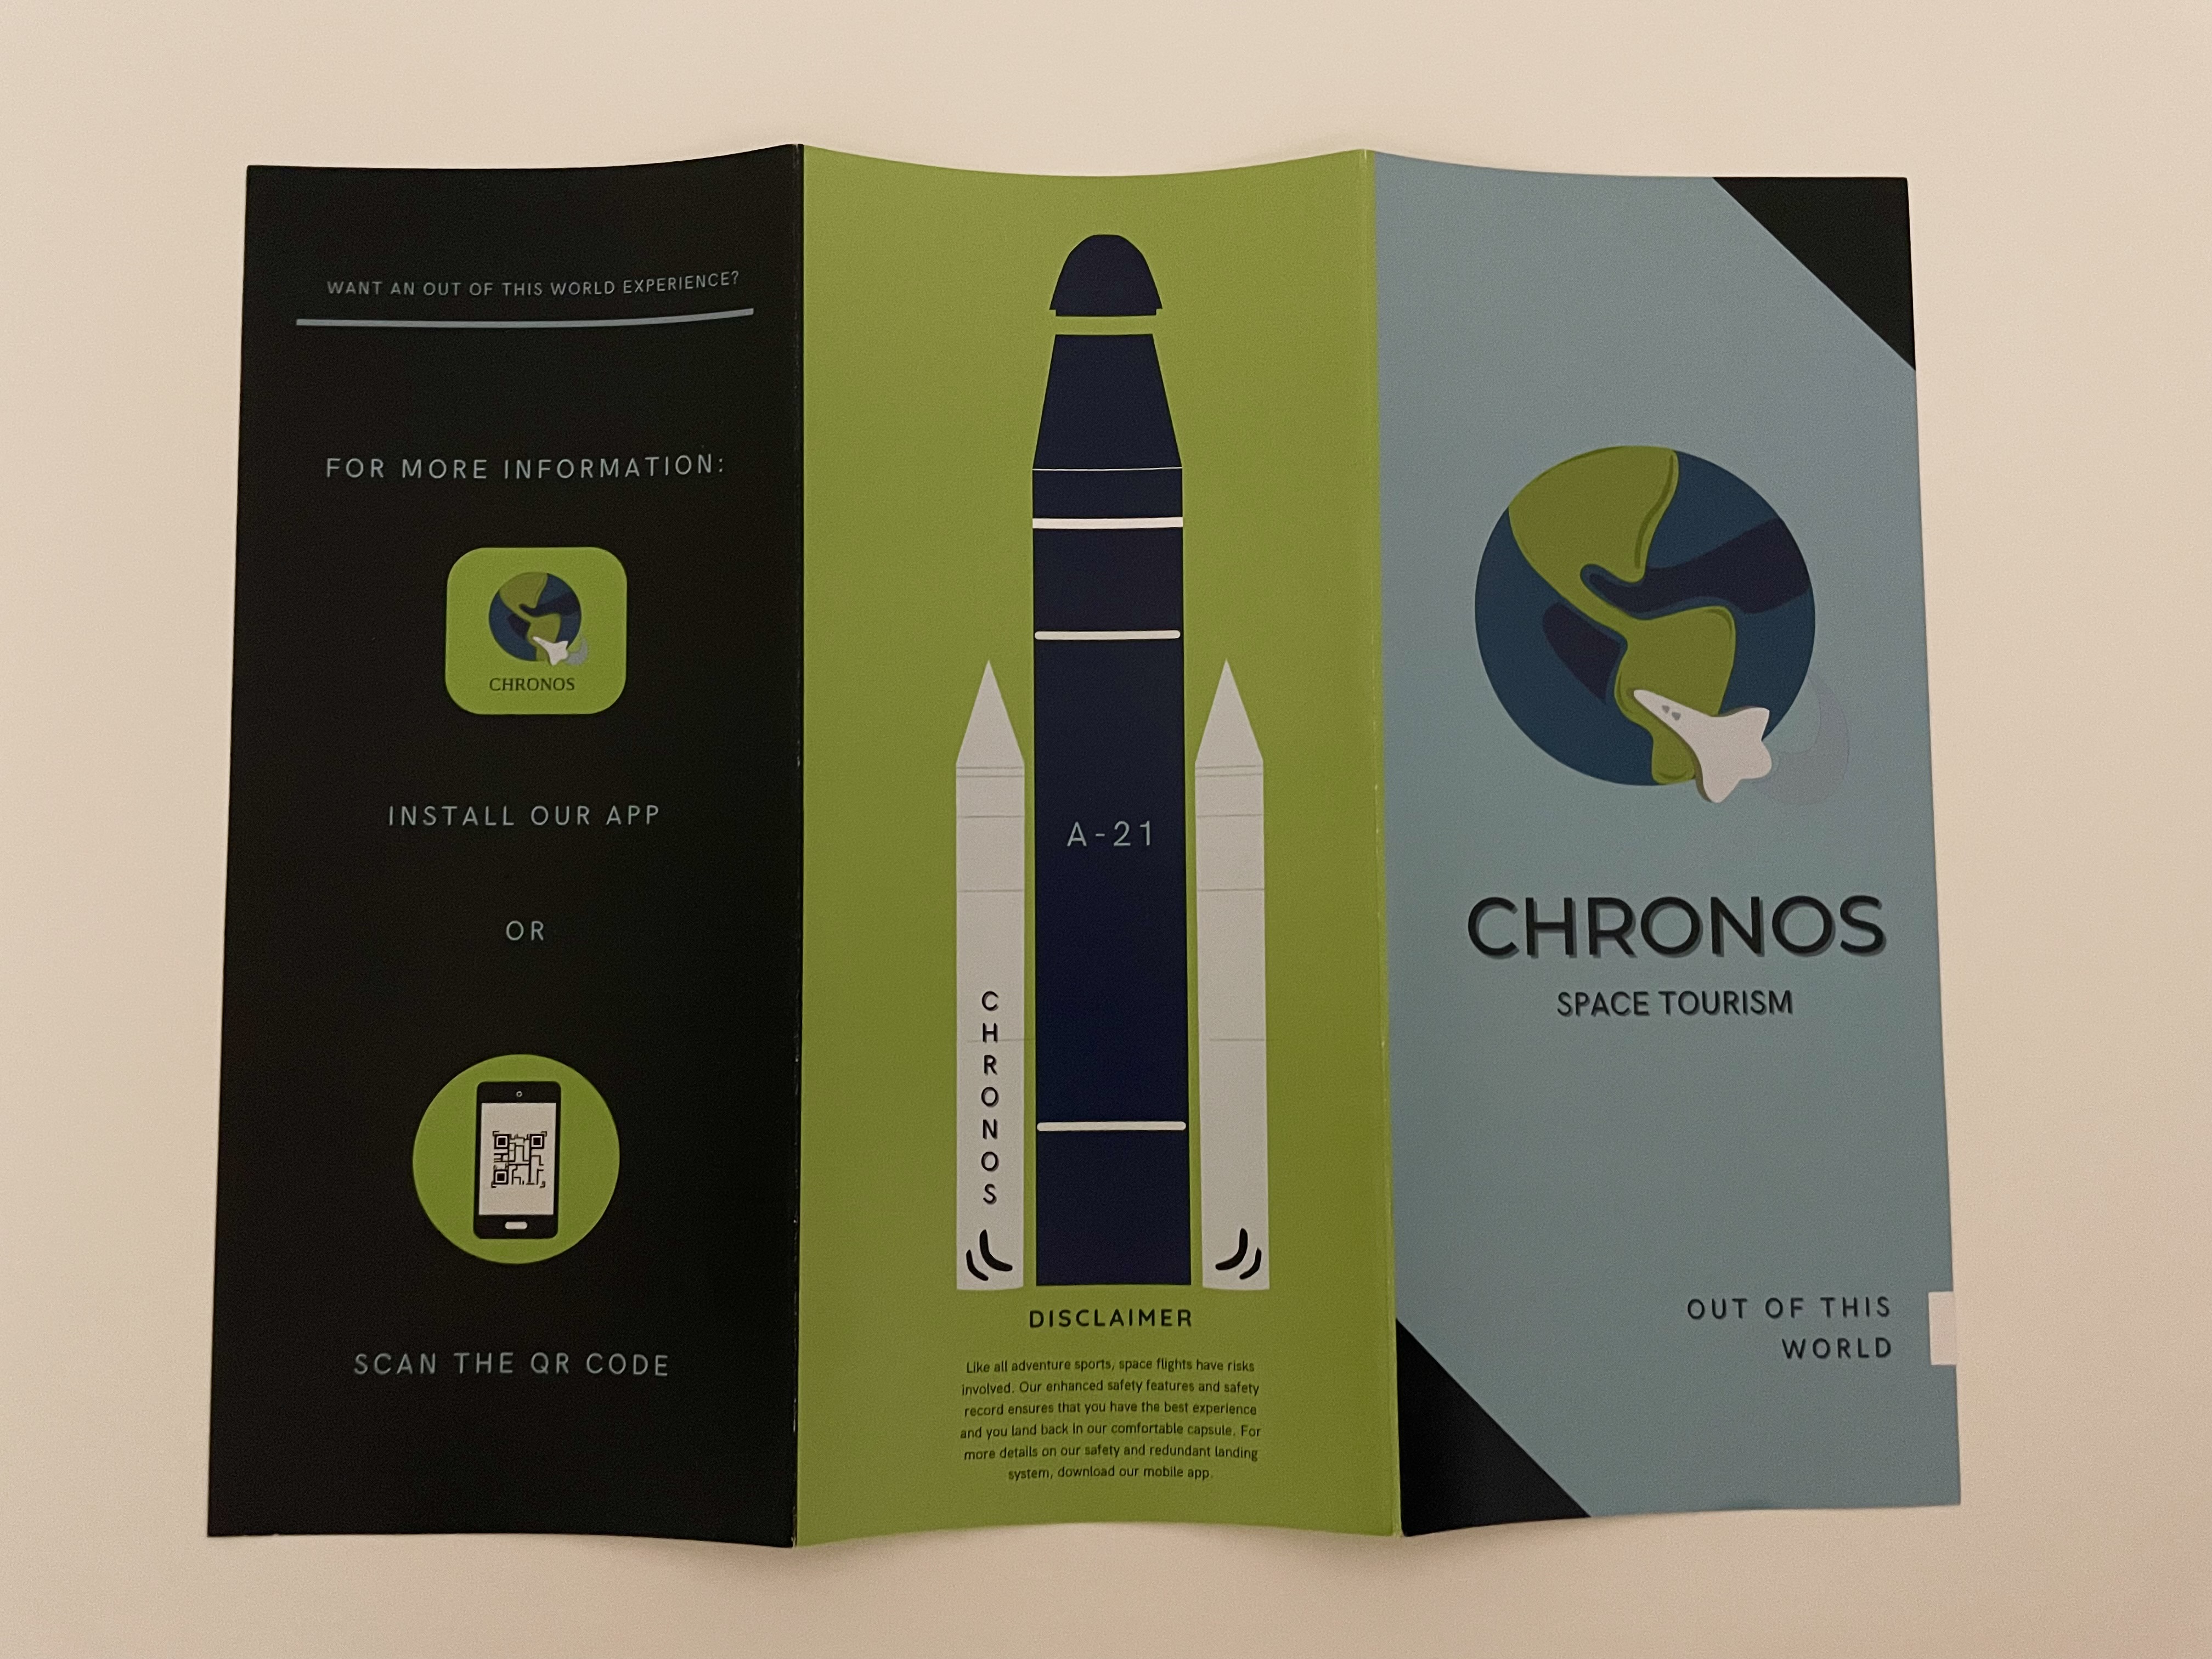 WANT AN OUT OF THIS WORLD EXPERIENCE?
FOR MORE INFORMATION:
CHRONOS
INSTALL OUR APP
OR
SCAN THE QR CODE
A-21
CHRONOS
DISCLAIMER
Like all adventure sports, space flights have risks
involved. Our enhanced safety features and safety
record ensures that you have the best experience
and you land back in our comfortable capsule. For
more details on our safety and redundant landing
system, download our mobile app.
CHRONOS
SPACE TOURISM
OUT OF THIS
WORLD